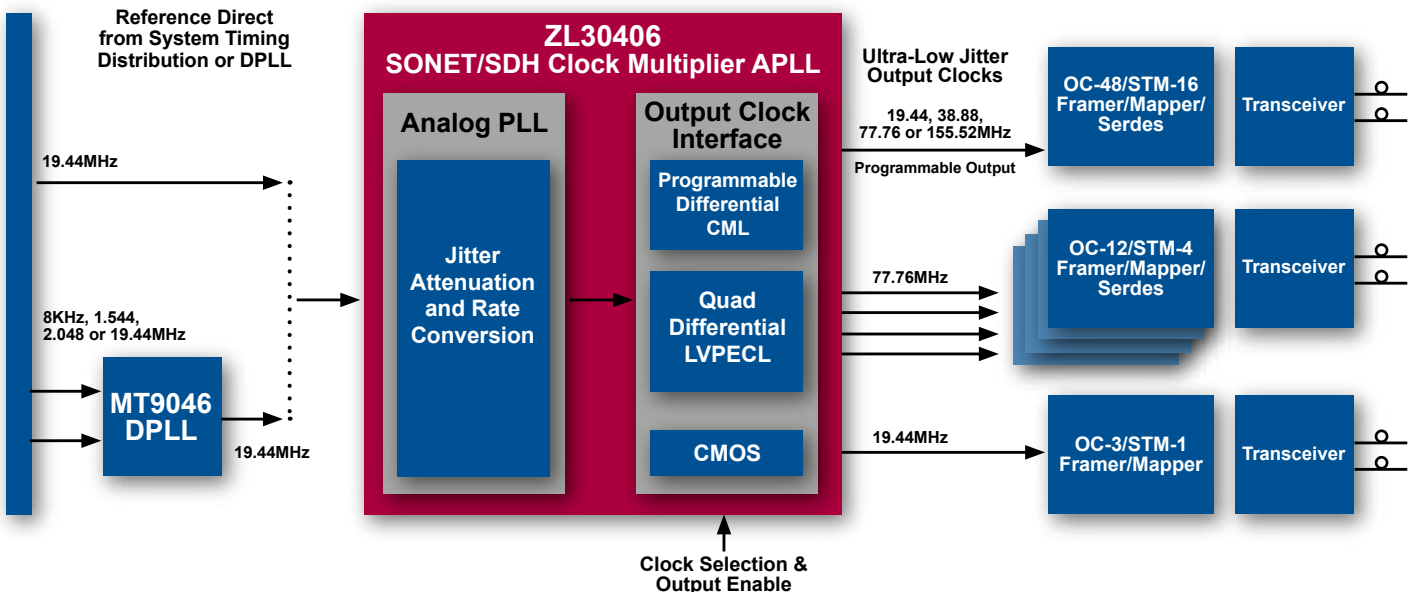 Reference Direct
from System Timing
Distribution or DPLL
19.44MHz
8KHz, 1.544,
2.048 or 19.44MHz
MT9046
DPLL
19.44MHz
ZL30406
SONET/SDH Clock Multiplier APLL
Analog PLL
Jitter
Attenuation
and Rate
Conversion
Output Clock
Interface
Programmable
Differential
CML
Quad
Differential
LVPECL
CMOS
Clock Selection &
Output Enable
Ultra-Low Jitter
Output Clocks
19.44, 38.88,
77.76 or 155.52MHz
Programmable Output
77.76MHz
19.44MHz
OC-48/STM-16
Framer/Mapper/
Serdes
Transceiver
OC-12/STM-4
Framer/Mapper/
Serdes
Transceiver
OC-3/STM-1
Framer/Mapper
Transceiver